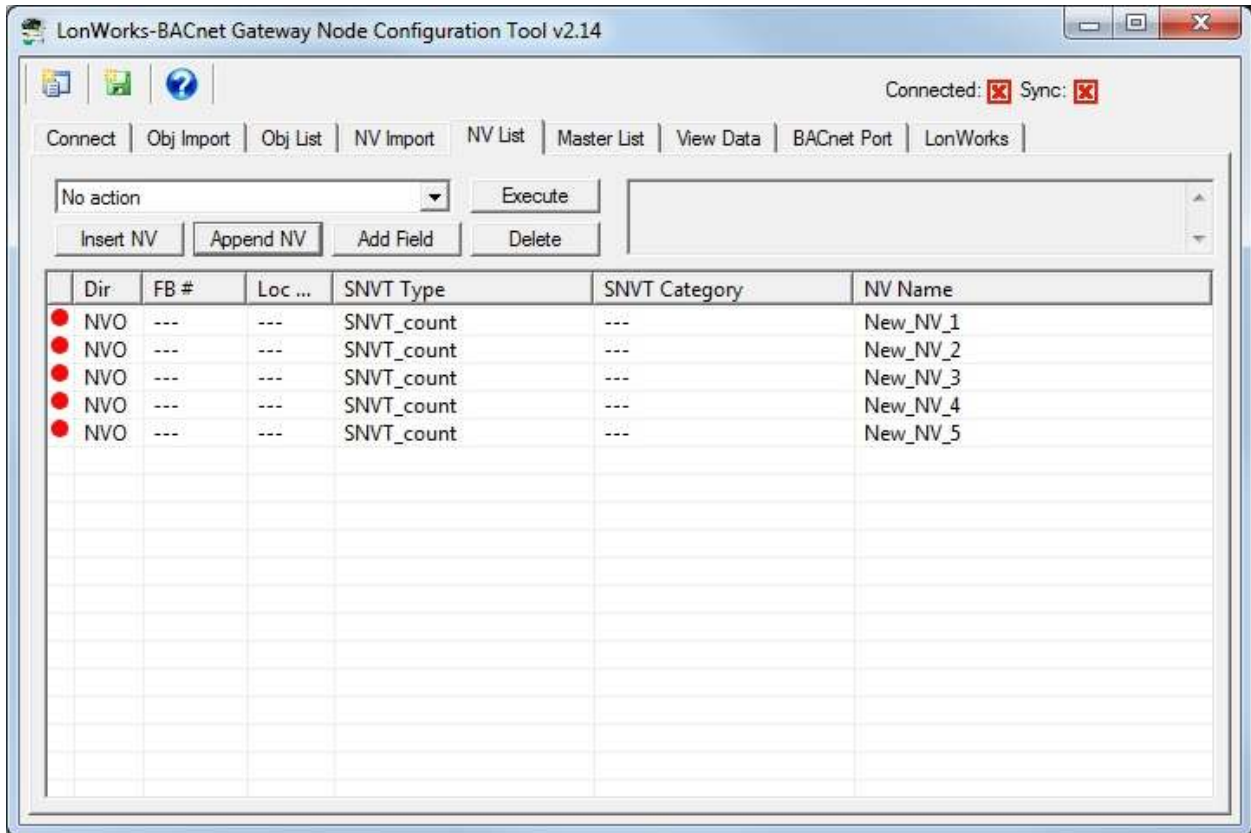 LonWorks-BACnet Gateway Node Configuration Tool v2.14
Connected: Sync:
Connect Obj Import Obj List NV Import NV List Master List View Data BACnet Port LonWorks
No action Execute
Insert NV Append NV Add Field Delete
Dir FB # Loc ... SNVT Type SNVT Category NV Name
NVO --- --- SNVT_count --- New_NV_1
NVO --- --- SNVT_count --- New_NV_2
NVO --- --- SNVT_count --- New_NV_3
NVO --- --- SNVT_count --- New_NV_4
NVO --- --- SNVT_count --- New_NV_5